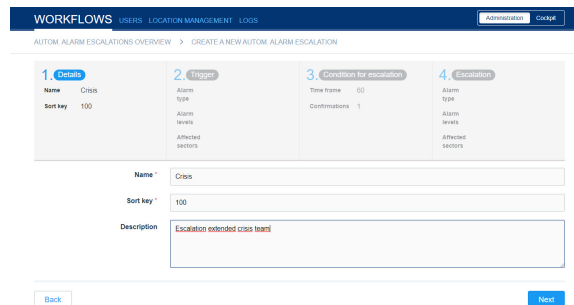 WORKFLOWS USERS LOCATION MANAGEMENT LOGS Administration Cockpit
AUTOM. ALARM ESCALATIONS OVERVIEW > CREATE A NEW AUTOM. ALARM ESCALATION
1. Details 2. Trigger 3. Condition for escalation 4. Escalation
Name Crisis Alarm type Time frame 60 Alarm type
Sort key 100 Alarm levels Confirmations 1 Alarm levels
Affected sectors Affected sectors
Name * Crisis
Sort key * 100
Description Escalation extended crisis team
Back Next